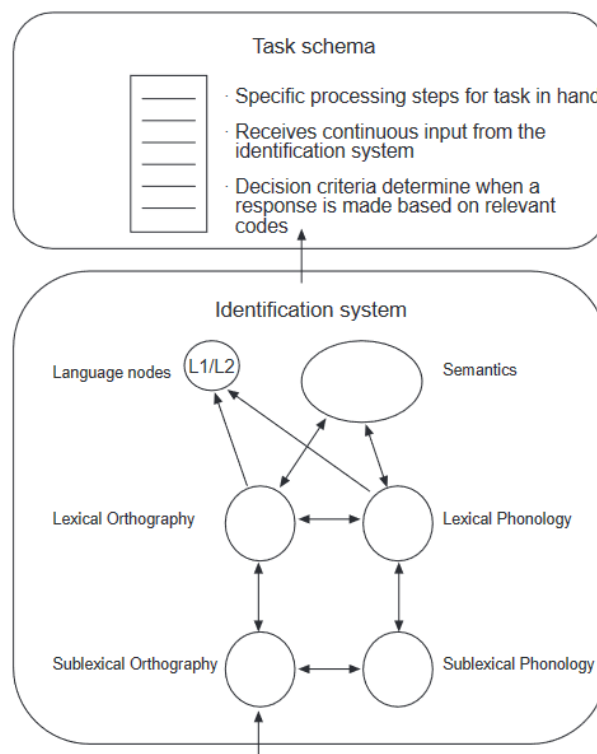 Task schema
· Specific processing steps for task in hand
· Receives continuous input from the
identification system
· Decision criteria determine when a
response is made based on relevant
codes
Identification system
Language nodes
L1/L2
Semantics
Lexical Orthography
Lexical Phonology
Sublexical Orthography
Sublexical Phonology